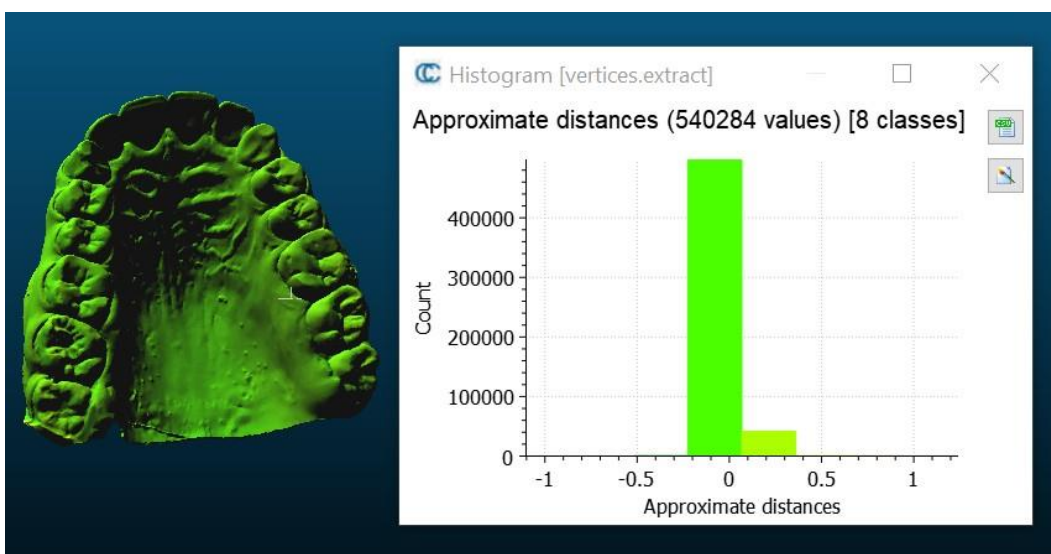 Histogram [vertices.extract]
Approximate distances (540284 values) [8 classes]
CSV
400000
300000
200000
100000
0
Count
-1 -0.5 0 0.5 1
Approximate distances